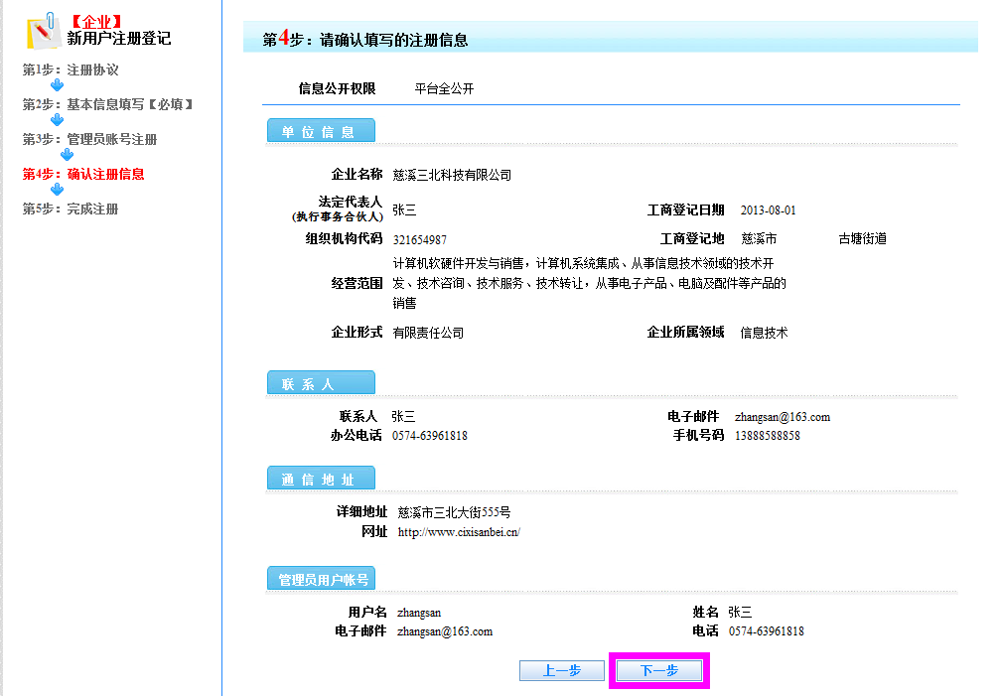 【企业】
新用户注册登记
第1步：注册协议
第2步：基本信息填写【必填】
第3步：管理员账号注册
第4步：确认注册信息
第5步：完成注册
第4步：请确认填写的注册信息
信息公开权限 平台全公开
单位信息
企业名称 慈溪三北科技有限公司
法定代表人
(执行事务合伙人) 张三 工商登记日期 2013-08-01
组织机构代码 321654987 工商登记地 慈溪市 古塘街道
计算机软硬件开发与销售，计算机系统集成、从事信息技术领域的技术开
经营范围 发、技术咨询、技术服务、技术转让，从事电子产品、电脑及配件等产品的
销售
企业形式 有限责任公司 企业所属领域 信息技术
联系人
联系人 张三 电子邮件 zhangsan@163.com
办公电话 0574-63961818 手机号码 13888588858
通信地址
详细地址 慈溪市三北大街555号
网址 http://www.cixisanbei.cn/
管理员用户帐号
用户名 zhangsan 姓名 张三
电子邮件 zhangsan@163.com 电话 0574-63961818
上一步 下一步